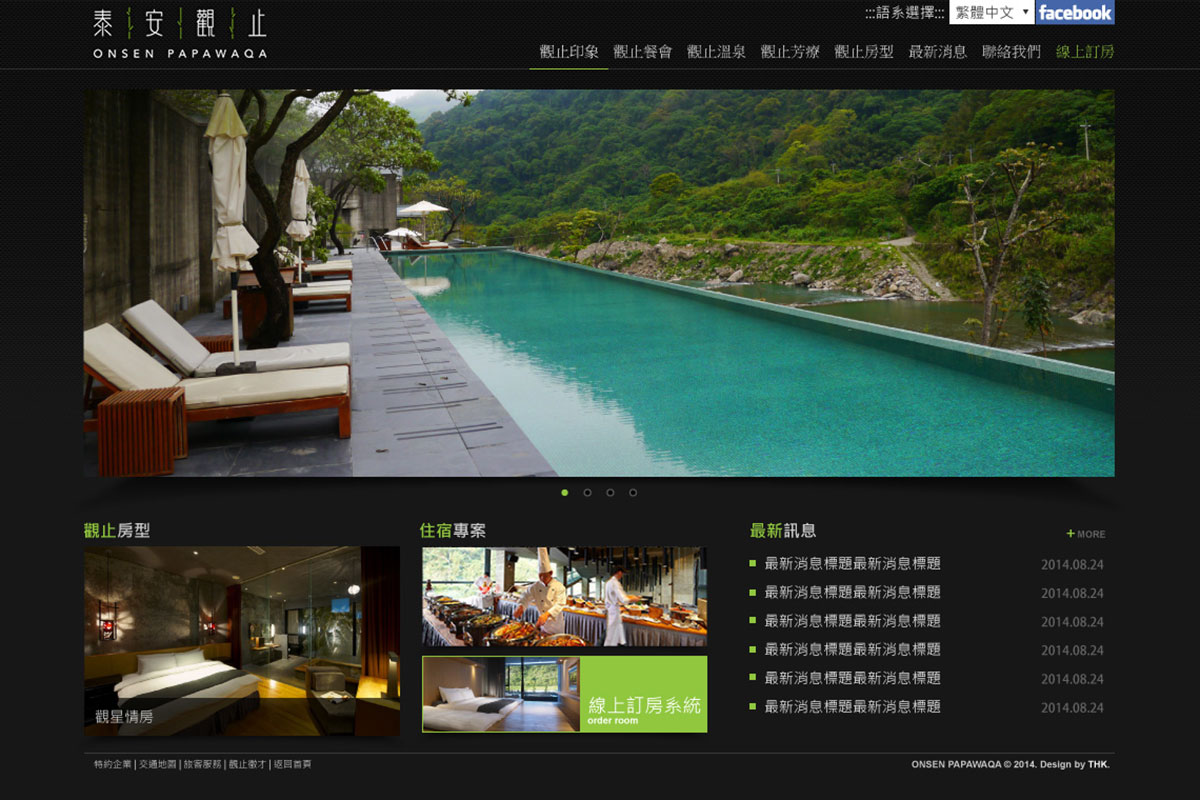 泰安觀止
ONSEN PAPAWAQA
:::語系選擇::: 繁體中文 facebook
觀止印象 觀止餐會 觀止溫泉 觀止芳療 觀止房型 最新消息 聯絡我們 線上訂房
觀止房型
觀星情房
住宿專案
線上訂房系統
order room
最新訊息
+MORE
最新消息標題最新消息標題 2014.08.24
最新消息標題最新消息標題 2014.08.24
最新消息標題最新消息標題 2014.08.24
最新消息標題最新消息標題 2014.08.24
最新消息標題最新消息標題 2014.08.24
最新消息標題最新消息標題 2014.08.24
特約企業 | 交通地圖 | 旅客服務 | 觀止徵才 | 返回首頁
ONSEN PAPAWAQA © 2014. Design by THK.